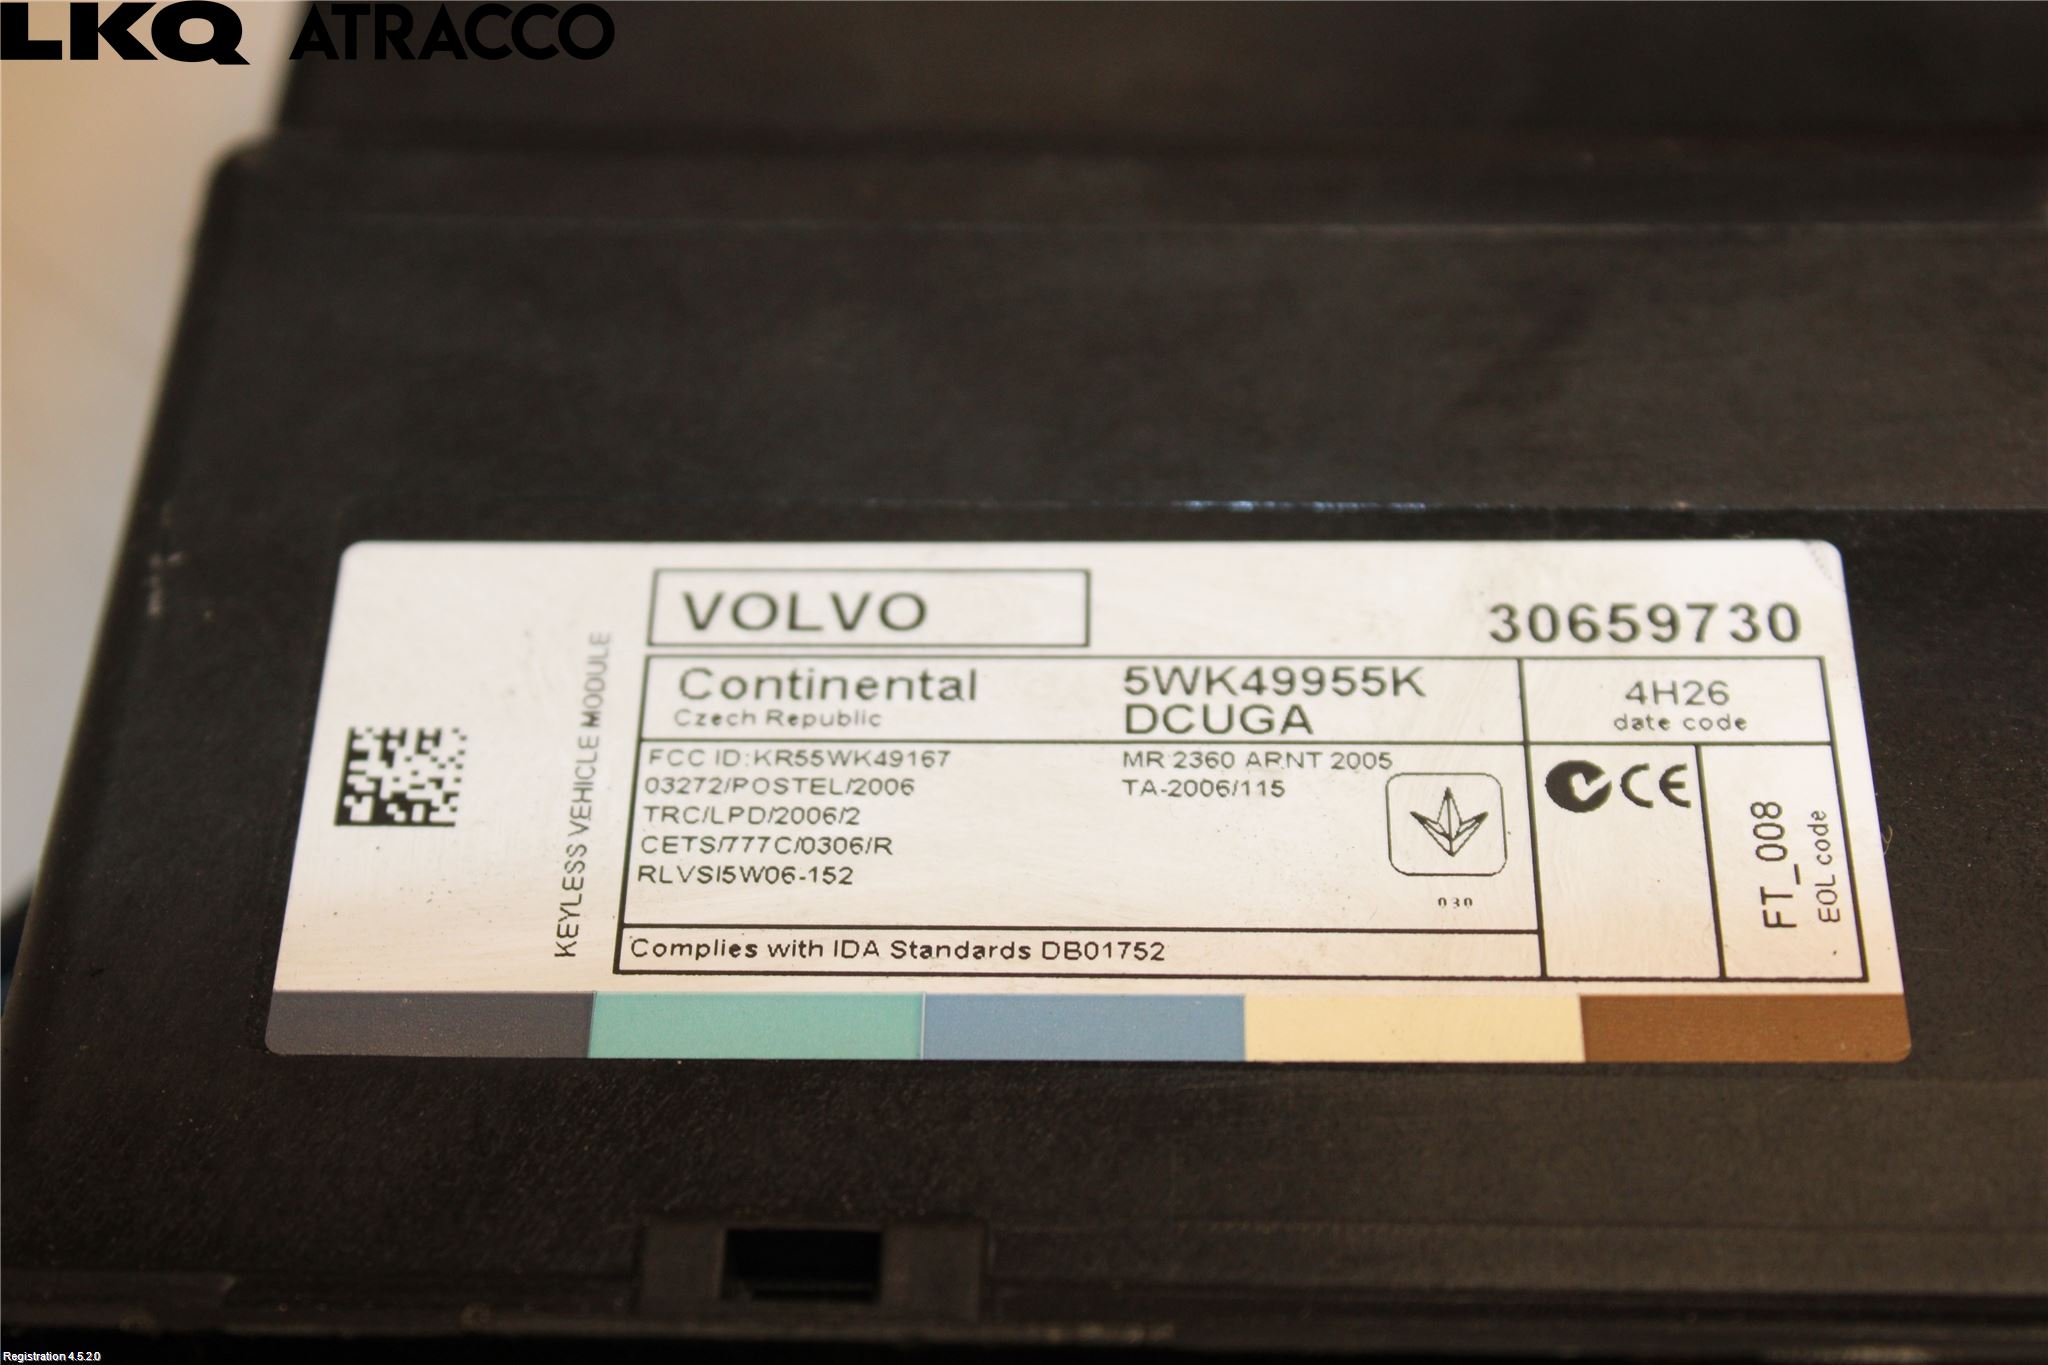 LKQ ATRACCO
VOLVO
30659730
KEYLESS VEHICLE MODULE
Continental
Czech Republic
5WK49955K
DCUGA
4H26
date code
FCC ID:KR55WK49167
03272/POSTEL/2006
TRC/LPD/2006/2
CETS/777C/0306/R
RLVSI5W06-152
MR 2360 ARNT 2005
TA-2006/115
030
CE
FT_008
EOL code
Complies with IDA Standards DB01752
Registration 4.5.2.0